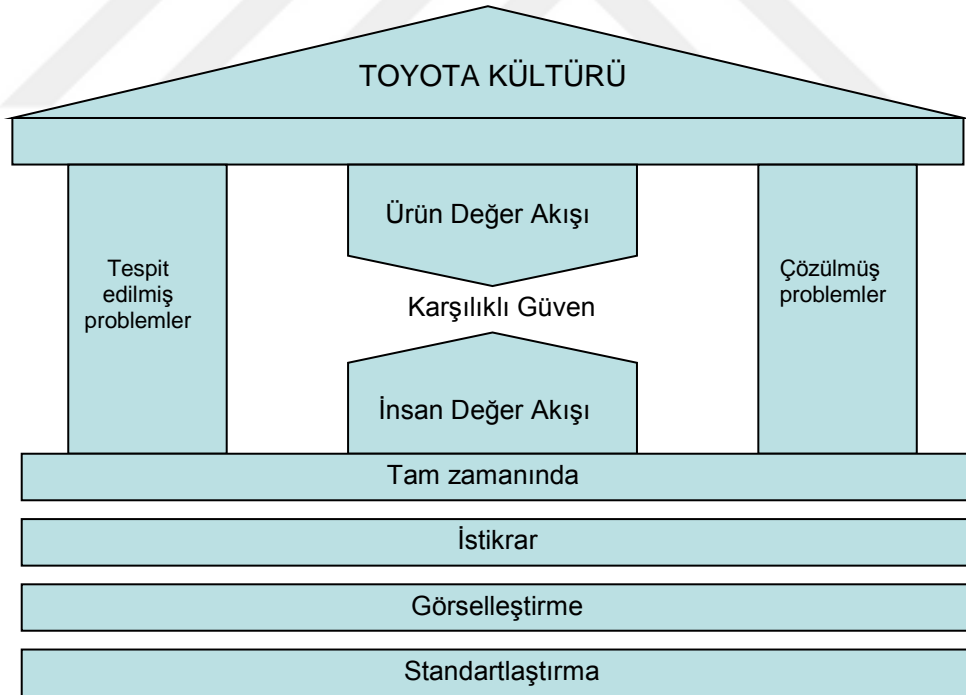 TOYOTA KÜLTÜRÜ
Ürün Değer Akışı
Tespit
edilmiş
problemler
Karşılıklı Güven
Çözülmüş
problemler
İnsan Değer Akışı
Tam zamanında
İstikrar
Görselleştirme
Standartlaştırma